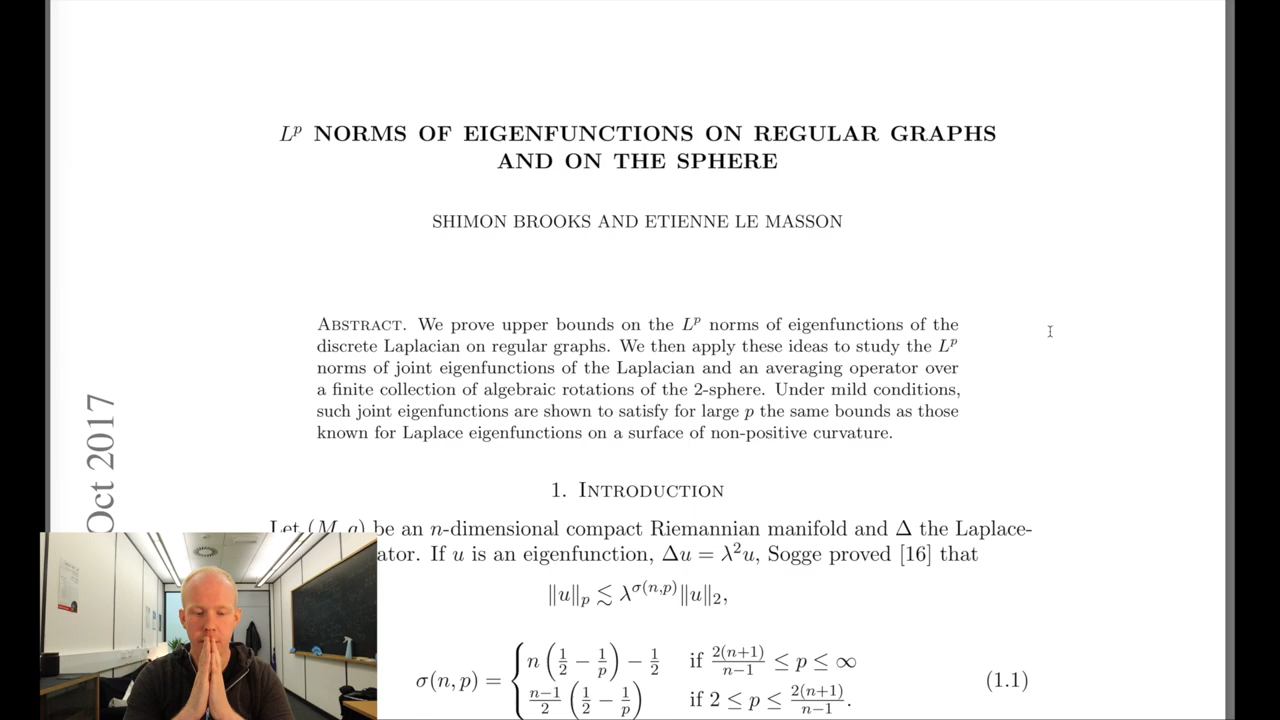 L^p NORMS OF EIGENFUNCTIONS ON REGULAR GRAPHS
AND ON THE SPHERE
SHIMON BROOKS AND ETIENNE LE MASSON
ABSTRACT. We prove upper bounds on the L^p norms of eigenfunctions of the
discrete Laplacian on regular graphs. We then apply these ideas to study the L^p
norms of joint eigenfunctions of the Laplacian and an averaging operator over
a finite collection of algebraic rotations of the 2-sphere. Under mild conditions,
such joint eigenfunctions are shown to satisfy for large p the same bounds as those
known for Laplace eigenfunctions on a surface of non-positive curvature.
Oct 2017
1. INTRODUCTION
Let (M, g) be an n-dimensional compact Riemannian manifold and Δ the Laplace-
ator. If u is an eigenfunction, Δu = λ²u, Sogge proved [16] that
‖u‖_p ≲ λ^{σ(n,p)}‖u‖_2,
σ(n, p) = { n(1/2 − 1/p) − 1/2 if 2(n+1)/(n−1) ≤ p ≤ ∞
(n−1)/2 (1/2 − 1/p) if 2 ≤ p ≤ 2(n+1)/(n−1). (1.1)